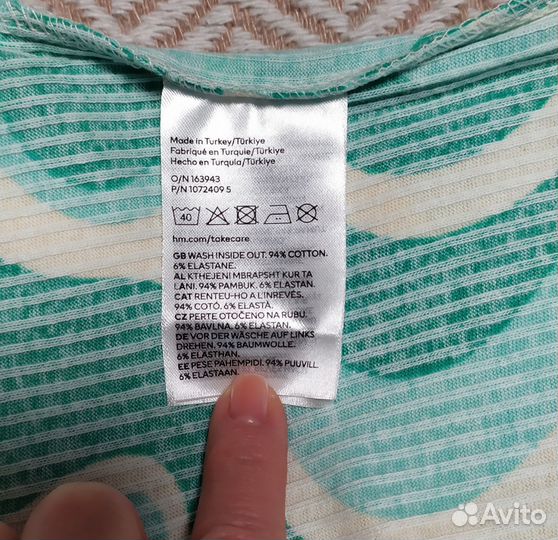 Made in Turkey/Türkiye
Fabriqué en Turquie/Türkiye
Hecho en Turquía/Türkiye
O/N 163943
P/N 1072409 5
40
hm.com/takecare
GB WASH INSIDE OUT. 94% COTTON.
6% ELASTANE.
AL KTHEJENI MBRAPSHT KUR TA
LANI. 94% PAMBUK. 6% ELASTAN.
CAT RENTEU-HO A L'INREVÉS.
94% COTÓ. 6% ELASTÀ.
CZ PERTE OTOČENO NA RUBU.
94% BAVLNA. 6% ELASTAN.
DE VOR DER WÄSCHE AUF LINKS
DREHEN. 94% BAUMWOLLE.
6% ELASTHAN.
EE PESE PAHEMPIDI. 94% PUUVILL.
6% ELASTAAN.
Avito